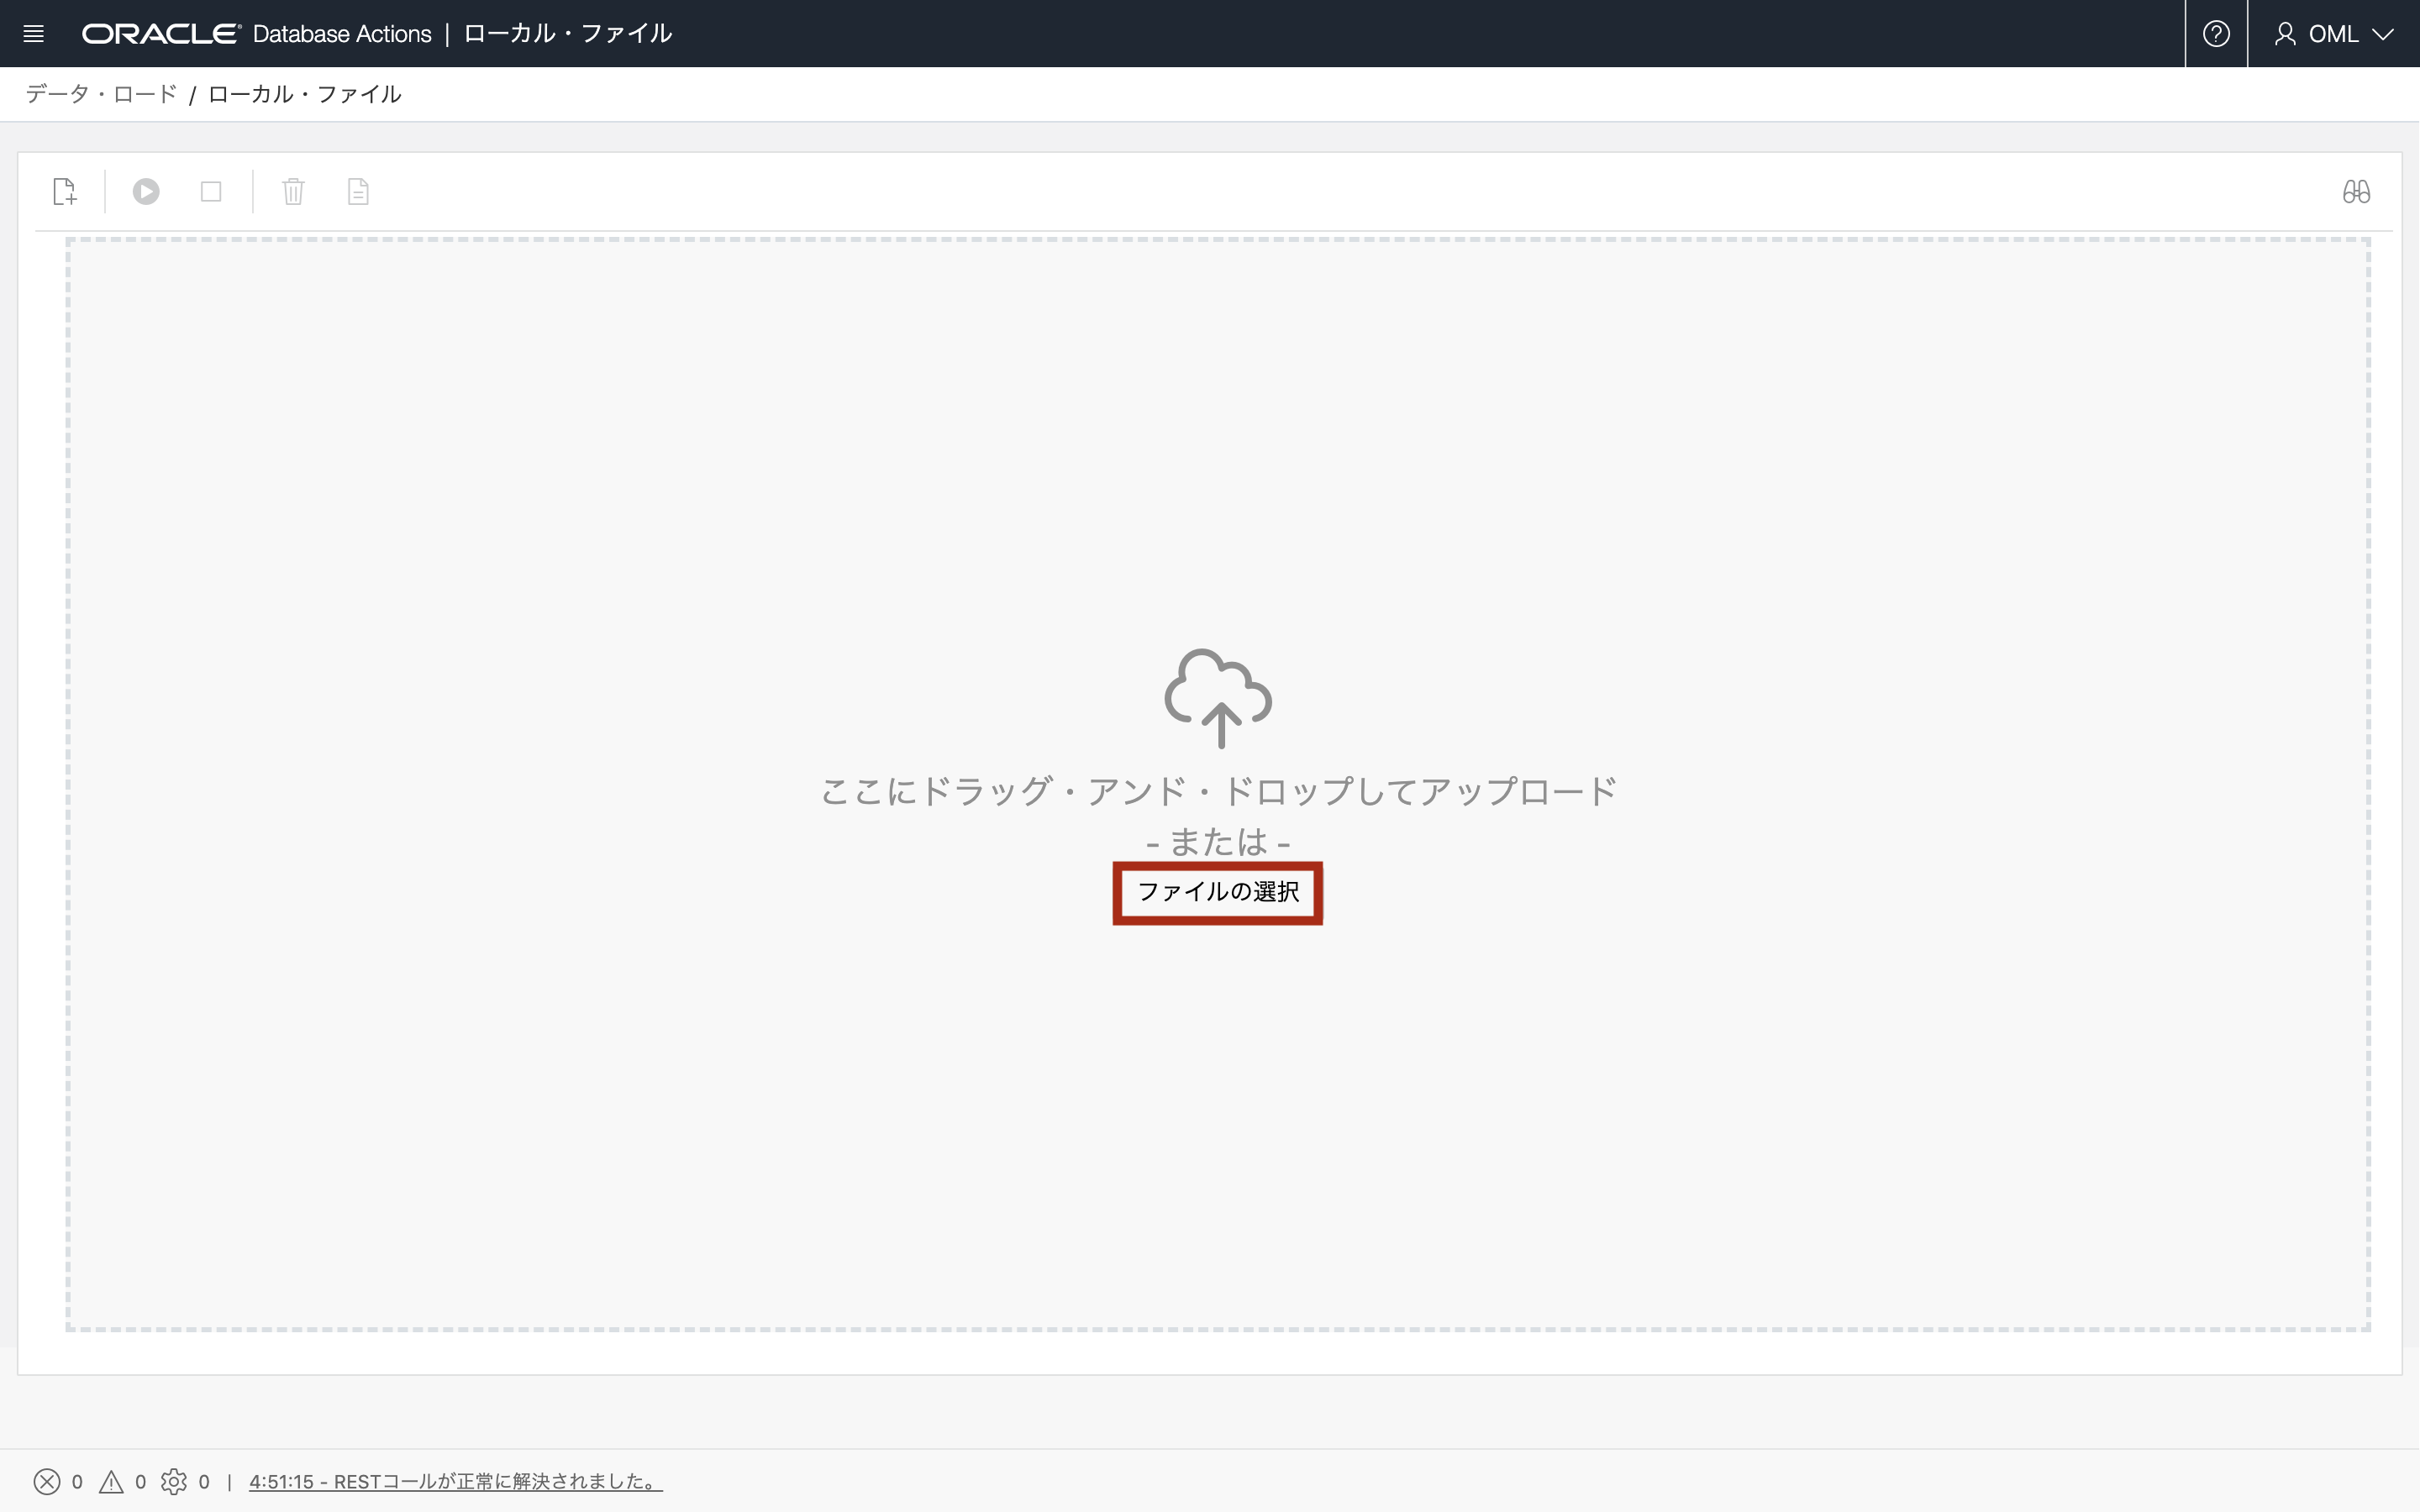 ORACLE Database Actions | ローカル・ファイル
OML
データ・ロード / ローカル・ファイル
ここにドラッグ・アンド・ドロップしてアップロード
- または -
ファイルの選択
0 0 0 | 4:51:15 - RESTコールが正常に解決されました。